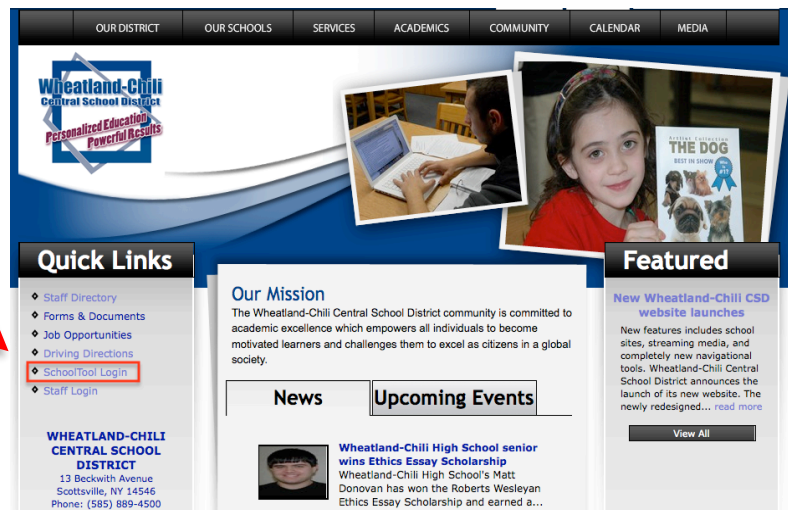 OUR DISTRICT OUR SCHOOLS SERVICES ACADEMICS COMMUNITY CALENDAR MEDIA
Wheatland-Chili
Central School District
Personalized Education
Powerful Results
Artlist Collection
THE DOG
BEST IN SHOW
#1?
Quick Links
Staff Directory
Forms & Documents
Job Opportunities
Driving Directions
SchoolTool Login
Staff Login
WHEATLAND-CHILI
CENTRAL SCHOOL
DISTRICT
13 Beckwith Avenue
Scottsville, NY 14546
Phone: (585) 889-4500
Our Mission
The Wheatland-Chili Central School District community is committed to
academic excellence which empowers all individuals to become
motivated learners and challenges them to excel as citizens in a global
society.
News Upcoming Events
Wheatland-Chili High School senior
wins Ethics Essay Scholarship
Wheatland-Chili High School's Matt
Donovan has won the Roberts Wesleyan
Ethics Essay Scholarship and earned a...
Featured
New Wheatland-Chili CSD
website launches
New features includes school
sites, streaming media, and
completely new navigational
tools. Wheatland-Chili Central
School District announces the
launch of its new website. The
newly redesigned... read more
View All